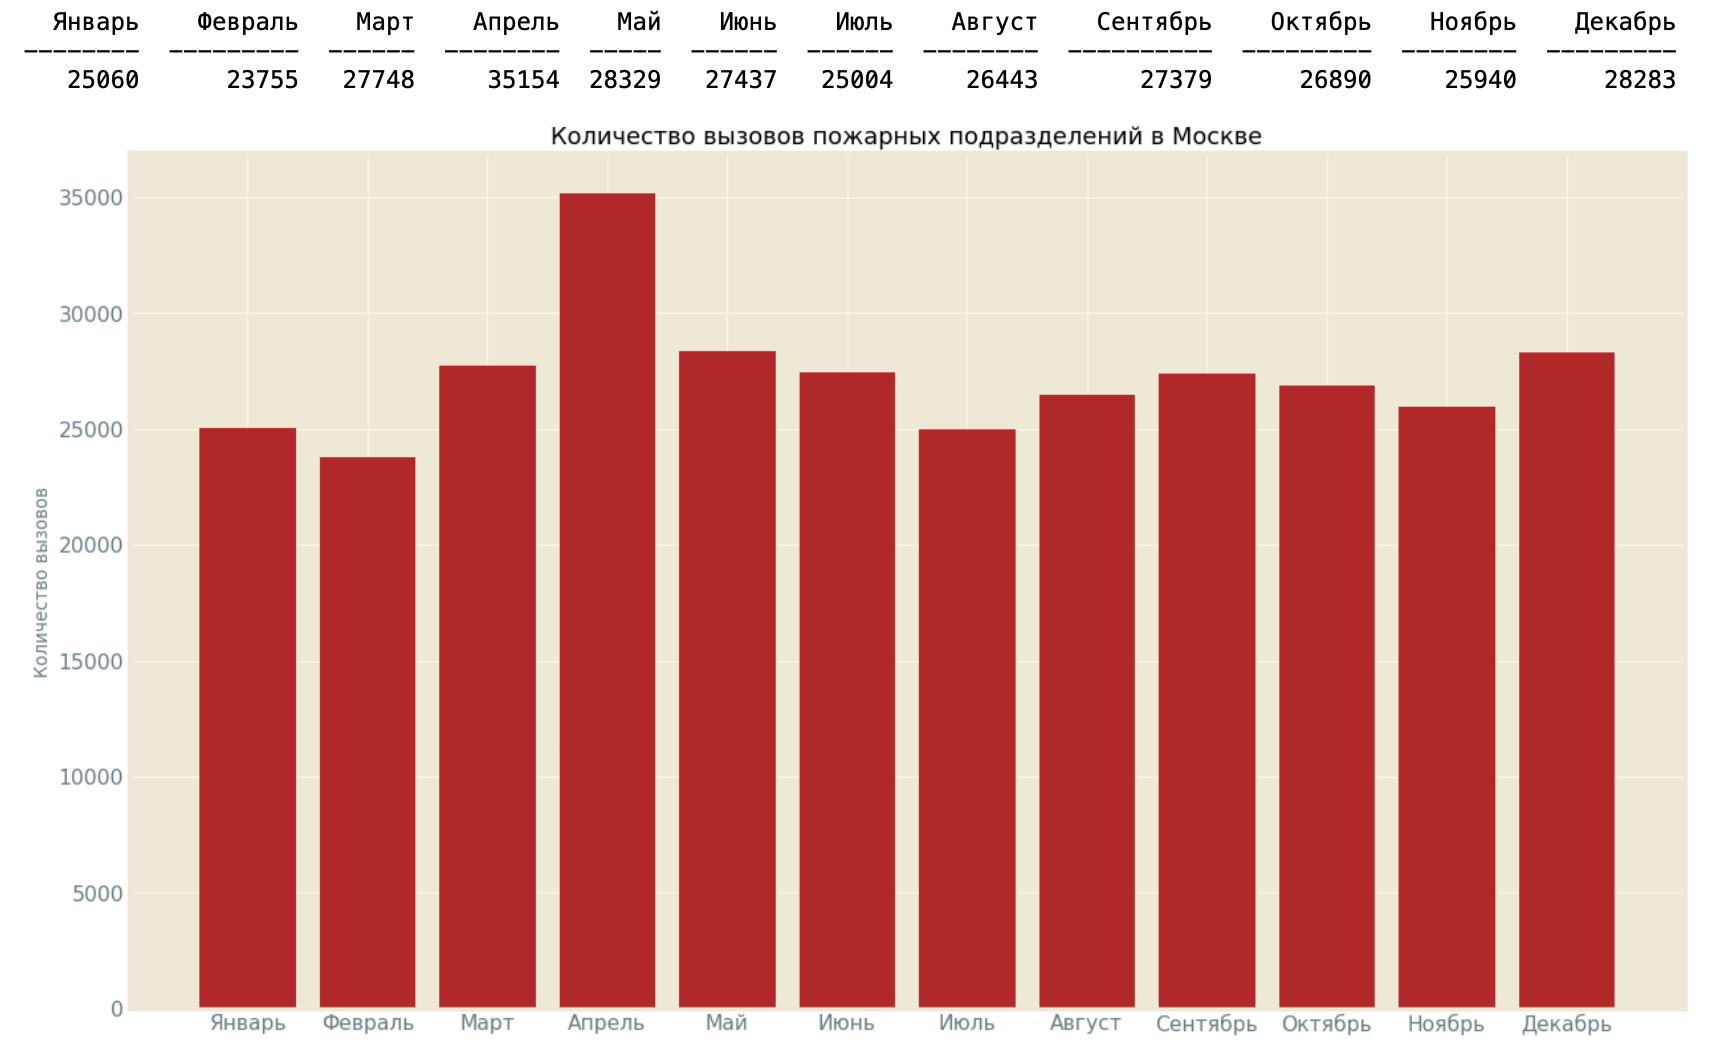 Январь Февраль Март Апрель Май Июнь Июль Август Сентябрь Октябрь Ноябрь Декабрь
-------- --------- ------ -------- ----- ------ ------ -------- ---------- --------- -------- ---------
25060 23755 27748 35154 28329 27437 25004 26443 27379 26890 25940 28283
Количество вызовов пожарных подразделений в Москве
35000
30000
25000
20000
15000
10000
5000
0
Количество вызовов
Январь Февраль Март Апрель Май Июнь Июль Август Сентябрь Октябрь Ноябрь Декабрь